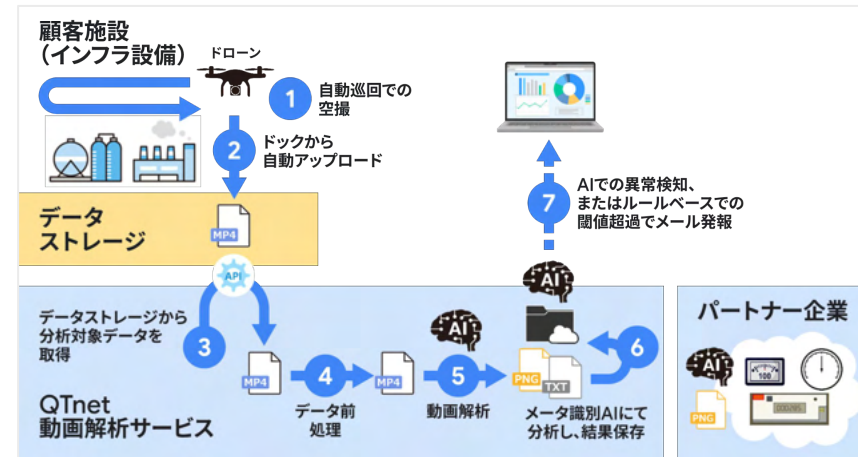 顧客施設
（インフラ設備）
ドローン
1
自動巡回での
空撮
2
ドックから
自動アップロード
データ
ストレージ
MP4
API
データストレージから
分析対象データを
取得
3
MP4
4
データ前
処理
MP4
AI
5
動画解析
PNG
TXT
メータ識別AIにて
分析し、結果保存
6
AI
7
AIでの異常検知、
またはルールベースでの
閾値超過でメール発報
QTnet
動画解析サービス
パートナー企業
AI
PNG
100